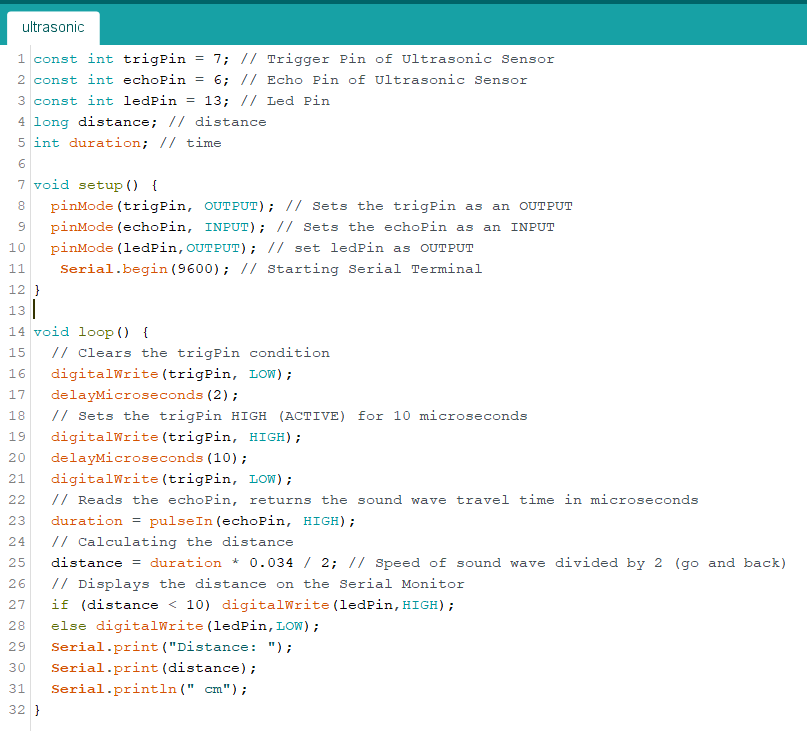 ultrasonic
1 const int trigPin = 7; // Trigger Pin of Ultrasonic Sensor
2 const int echoPin = 6; // Echo Pin of Ultrasonic Sensor
3 const int ledPin = 13; // Led Pin
4 long distance; // distance
5 int duration; // time
6
7 void setup() {
8   pinMode(trigPin, OUTPUT); // Sets the trigPin as an OUTPUT
9   pinMode(echoPin, INPUT); // Sets the echoPin as an INPUT
10   pinMode(ledPin,OUTPUT); // set ledPin as OUTPUT
11    Serial.begin(9600); // Starting Serial Terminal
12 }
13
14 void loop() {
15   // Clears the trigPin condition
16   digitalWrite(trigPin, LOW);
17   delayMicroseconds(2);
18   // Sets the trigPin HIGH (ACTIVE) for 10 microseconds
19   digitalWrite(trigPin, HIGH);
20   delayMicroseconds(10);
21   digitalWrite(trigPin, LOW);
22   // Reads the echoPin, returns the sound wave travel time in microseconds
23   duration = pulseIn(echoPin, HIGH);
24   // Calculating the distance
25   distance = duration * 0.034 / 2; // Speed of sound wave divided by 2 (go and back)
26   // Displays the distance on the Serial Monitor
27   if (distance < 10) digitalWrite(ledPin,HIGH);
28   else digitalWrite(ledPin,LOW);
29   Serial.print("Distance: ");
30   Serial.print(distance);
31   Serial.println(" cm");
32 }